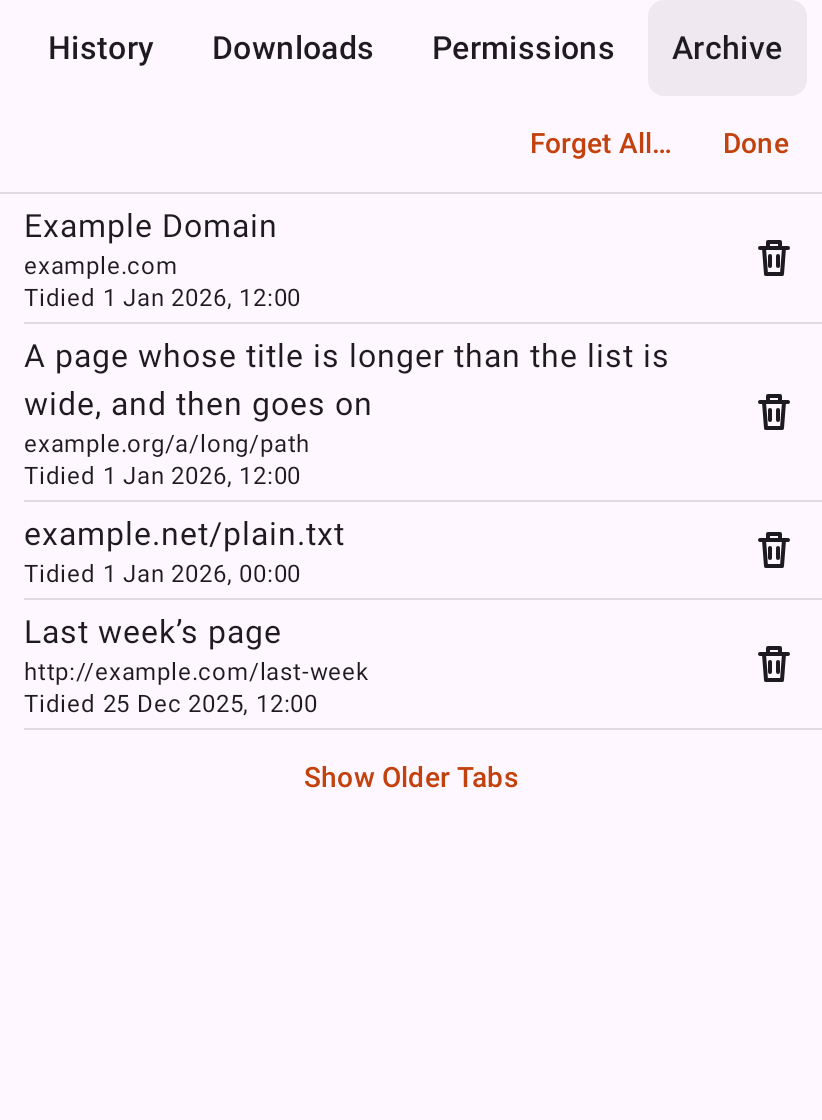 History Downloads Permissions Archive
Forget All… Done
Example Domain
example.com
Tidied 1 Jan 2026, 12:00
A page whose title is longer than the list is
wide, and then goes on
example.org/a/long/path
Tidied 1 Jan 2026, 12:00
example.net/plain.txt
Tidied 1 Jan 2026, 00:00
Last week’s page
http://example.com/last-week
Tidied 25 Dec 2025, 12:00
Show Older Tabs